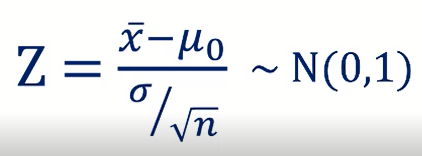 Z = (x̄ − μ₀) / (σ/√n) ~ N(0,1)